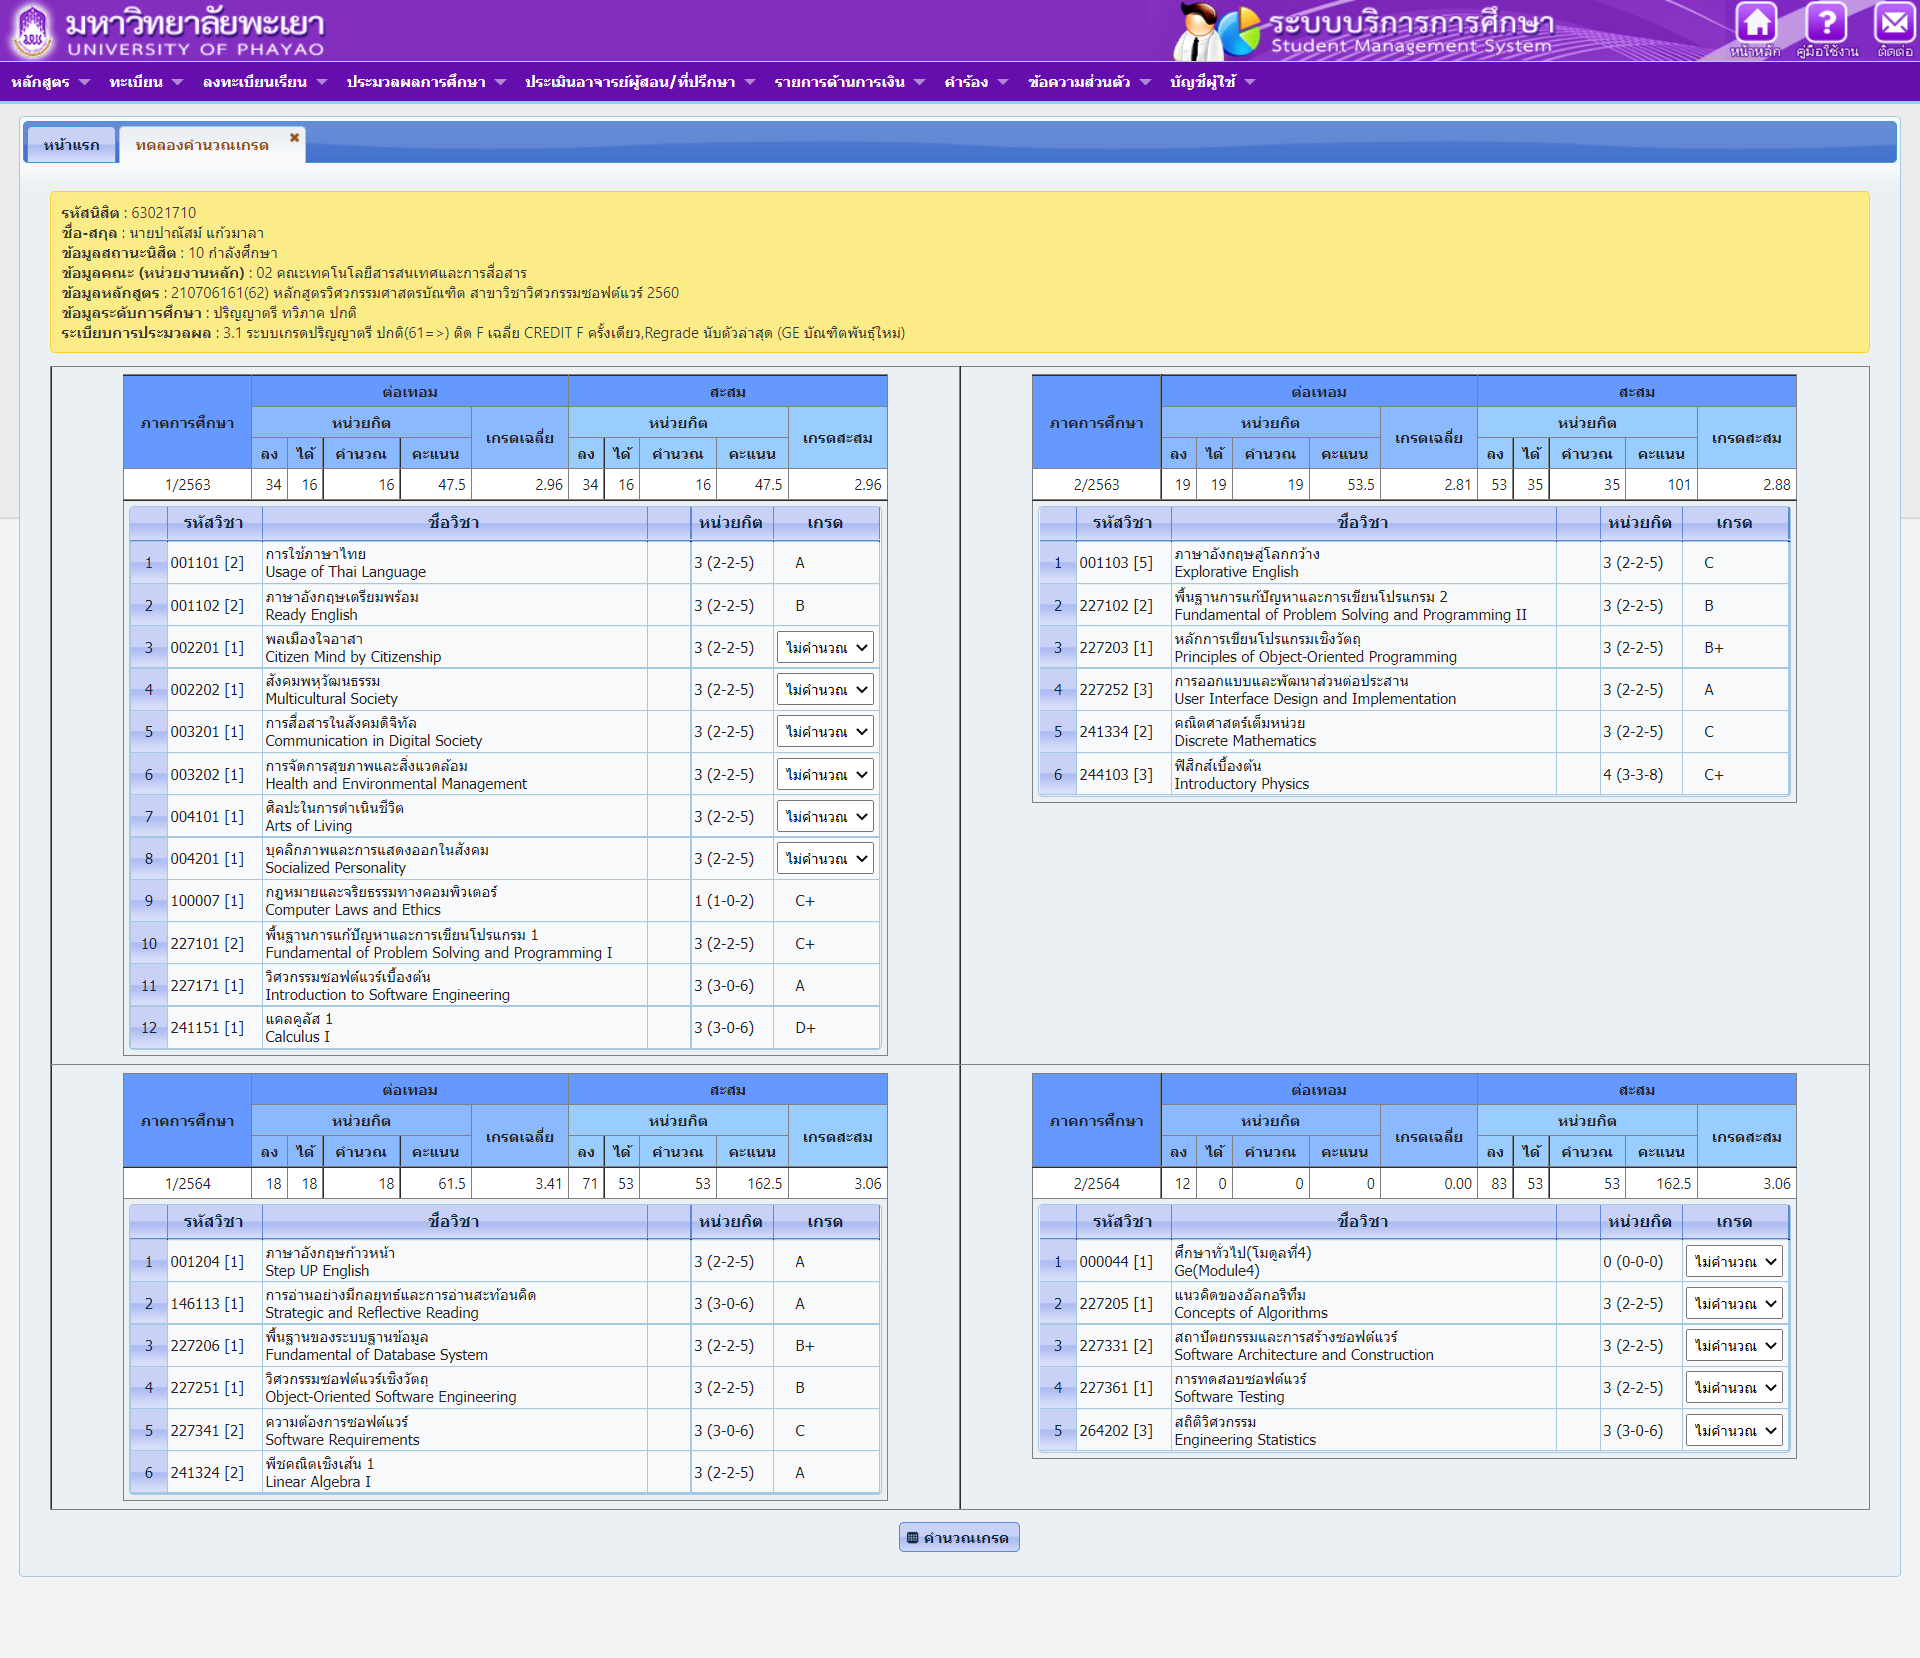 มหาวิทยาลัยพะเยา
UNIVERSITY OF PHAYAO
ระบบบริการการศึกษา
Student Management System
หน้าหลัก คู่มือใช้งาน ติดต่อ
หลักสูตร ทะเบียน ลงทะเบียนเรียน ประมวลผลการศึกษา ประเมินอาจารย์ผู้สอน/ที่ปรึกษา รายการด้านการเงิน คำร้อง ข้อความส่วนตัว บัญชีผู้ใช้
หน้าแรก ทดลองคำนวณเกรด
รหัสนิสิต : 63021710
ชื่อ-สกุล : นายปาณัสม์ แก้วมาลา
ข้อมูลสถานะนิสิต : 10 กำลังศึกษา
ข้อมูลคณะ (หน่วยงานหลัก) : 02 คณะเทคโนโลยีสารสนเทศและการสื่อสาร
ข้อมูลหลักสูตร : 210706161(62) หลักสูตรวิศวกรรมศาสตรบัณฑิต สาขาวิชาวิศวกรรมซอฟต์แวร์ 2560
ข้อมูลระดับการศึกษา : ปริญญาตรี ทวิภาค ปกติ
ระเบียบการประมวลผล : 3.1 ระบบเกรดปริญญาตรี ปกติ(61=>) ติด F เฉลี่ย CREDIT F ครั้งเดียว,Regrade นับตัวล่าสุด (GE บัณฑิตพันธุ์ใหม่)
ภาคการศึกษา ต่อเทอม สะสม
หน่วยกิต เกรดเฉลี่ย หน่วยกิต เกรดสะสม
ลง ได้ คำนวณ คะแนน ลง ได้ คำนวณ คะแนน
1/2563 34 16 16 47.5 2.96 34 16 16 47.5 2.96
รหัสวิชา ชื่อวิชา หน่วยกิต เกรด
1 001101 [2] การใช้ภาษาไทย 3 (2-2-5) A
Usage of Thai Language
2 001102 [2] ภาษาอังกฤษเตรียมพร้อม 3 (2-2-5) B
Ready English
3 002201 [1] พลเมืองใจอาสา 3 (2-2-5) ไม่คำนวณ
Citizen Mind by Citizenship
4 002202 [1] สังคมพหุวัฒนธรรม 3 (2-2-5) ไม่คำนวณ
Multicultural Society
5 003201 [1] การสื่อสารในสังคมดิจิทัล 3 (2-2-5) ไม่คำนวณ
Communication in Digital Society
6 003202 [1] การจัดการสุขภาพและสิ่งแวดล้อม 3 (2-2-5) ไม่คำนวณ
Health and Environmental Management
7 004101 [1] ศิลปะในการดำเนินชีวิต 3 (2-2-5) ไม่คำนวณ
Arts of Living
8 004201 [1] บุคลิกภาพและการแสดงออกในสังคม 3 (2-2-5) ไม่คำนวณ
Socialized Personality
9 100007 [1] กฎหมายและจริยธรรมทางคอมพิวเตอร์ 1 (1-0-2) C+
Computer Laws and Ethics
10 227101 [2] พื้นฐานการแก้ปัญหาและการเขียนโปรแกรม 1 3 (2-2-5) C+
Fundamental of Problem Solving and Programming I
11 227171 [1] วิศวกรรมซอฟต์แวร์เบื้องต้น 3 (3-0-6) A
Introduction to Software Engineering
12 241151 [1] แคลคูลัส 1 3 (3-0-6) D+
Calculus I
ภาคการศึกษา ต่อเทอม สะสม
หน่วยกิต เกรดเฉลี่ย หน่วยกิต เกรดสะสม
ลง ได้ คำนวณ คะแนน ลง ได้ คำนวณ คะแนน
2/2563 19 19 19 53.5 2.81 53 35 35 101 2.88
รหัสวิชา ชื่อวิชา หน่วยกิต เกรด
1 001103 [5] ภาษาอังกฤษสู่โลกกว้าง 3 (2-2-5) C
Explorative English
2 227102 [2] พื้นฐานการแก้ปัญหาและการเขียนโปรแกรม 2 3 (2-2-5) B
Fundamental of Problem Solving and Programming II
3 227203 [1] หลักการเขียนโปรแกรมเชิงวัตถุ 3 (2-2-5) B+
Principles of Object-Oriented Programming
4 227252 [3] การออกแบบและพัฒนาส่วนต่อประสาน 3 (2-2-5) A
User Interface Design and Implementation
5 241334 [2] คณิตศาสตร์เต็มหน่วย 3 (2-2-5) C
Discrete Mathematics
6 244103 [3] ฟิสิกส์เบื้องต้น 4 (3-3-8) C+
Introductory Physics
ภาคการศึกษา ต่อเทอม สะสม
หน่วยกิต เกรดเฉลี่ย หน่วยกิต เกรดสะสม
ลง ได้ คำนวณ คะแนน ลง ได้ คำนวณ คะแนน
1/2564 18 18 18 61.5 3.41 71 53 53 162.5 3.06
รหัสวิชา ชื่อวิชา หน่วยกิต เกรด
1 001204 [1] ภาษาอังกฤษก้าวหน้า 3 (2-2-5) A
Step UP English
2 146113 [1] การอ่านอย่างมีกลยุทธ์และการอ่านสะท้อนคิด 3 (3-0-6) A
Strategic and Reflective Reading
3 227206 [1] พื้นฐานของระบบฐานข้อมูล 3 (2-2-5) B+
Fundamental of Database System
4 227251 [1] วิศวกรรมซอฟต์แวร์เชิงวัตถุ 3 (2-2-5) B
Object-Oriented Software Engineering
5 227341 [2] ความต้องการซอฟต์แวร์ 3 (3-0-6) C
Software Requirements
6 241324 [2] พีชคณิตเชิงเส้น 1 3 (2-2-5) A
Linear Algebra I
ภาคการศึกษา ต่อเทอม สะสม
หน่วยกิต เกรดเฉลี่ย หน่วยกิต เกรดสะสม
ลง ได้ คำนวณ คะแนน ลง ได้ คำนวณ คะแนน
2/2564 12 0 0 0 0.00 83 53 53 162.5 3.06
รหัสวิชา ชื่อวิชา หน่วยกิต เกรด
1 000044 [1] ศึกษาทั่วไป(โมดูลที่4) 0 (0-0-0) ไม่คำนวณ
Ge(Module4)
2 227205 [1] แนวคิดของอัลกอริทึม 3 (2-2-5) ไม่คำนวณ
Concepts of Algorithms
3 227331 [2] สถาปัตยกรรมและการสร้างซอฟต์แวร์ 3 (2-2-5) ไม่คำนวณ
Software Architecture and Construction
4 227361 [1] การทดสอบซอฟต์แวร์ 3 (2-2-5) ไม่คำนวณ
Software Testing
5 264202 [3] สถิติวิศวกรรม 3 (3-0-6) ไม่คำนวณ
Engineering Statistics
คำนวณเกรด